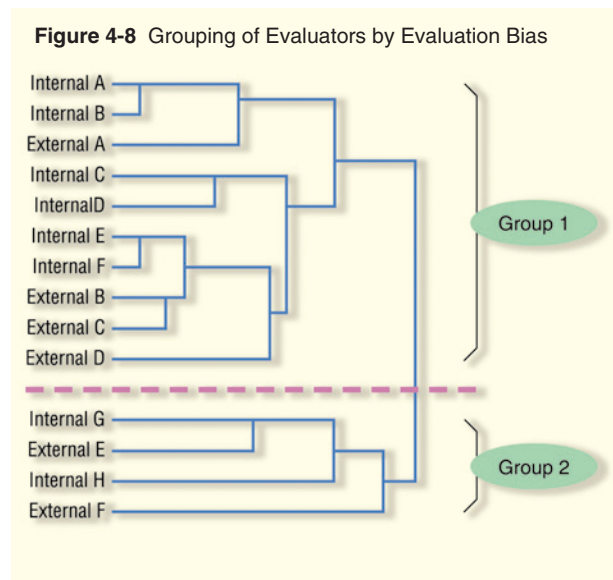 Figure 4-8 Grouping of Evaluators by Evaluation Bias
Internal A
Internal B
External A
Internal C
InternalD
Internal E
Internal F
External B
External C
External D
Group 1
Internal G
External E
Internal H
External F
Group 2